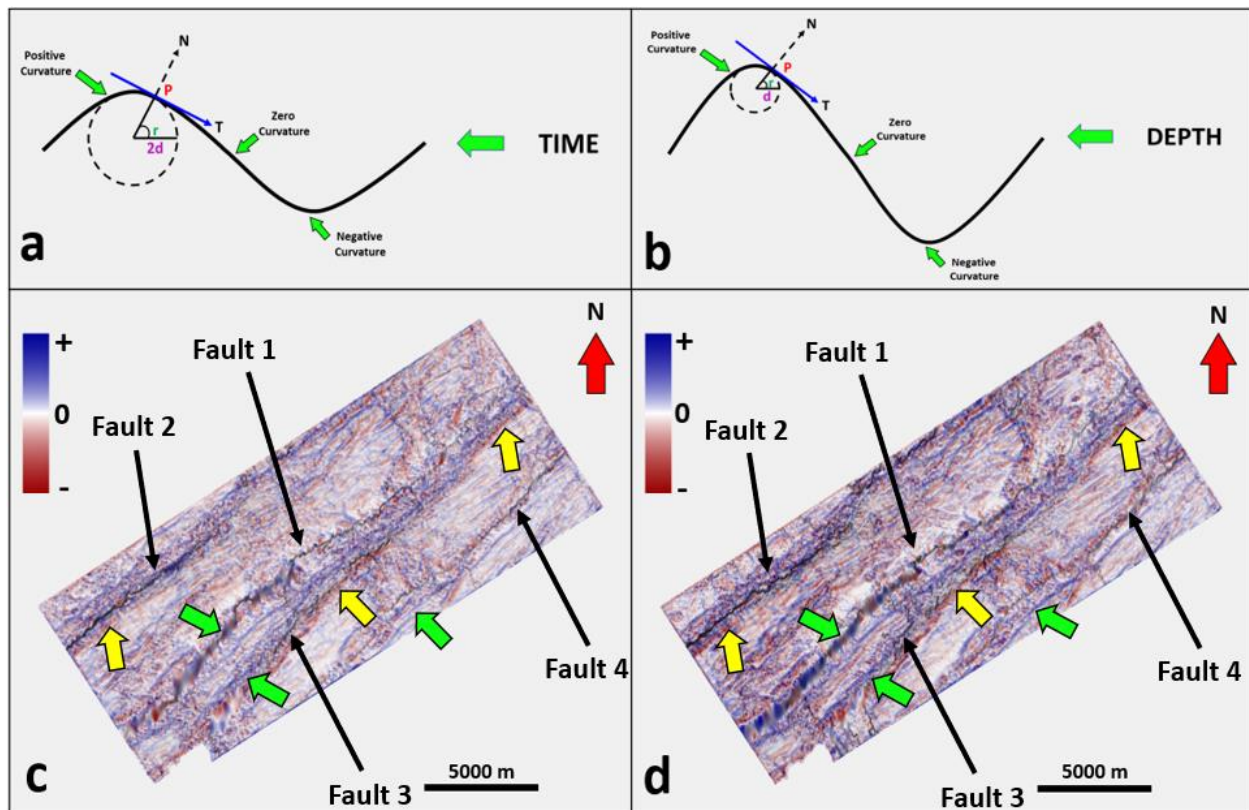 Positive
Curvature
N
P
T
r
2d
Zero
Curvature
Negative
Curvature
TIME
a
Positive
Curvature
N
P
T
r
d
Zero
Curvature
Negative
Curvature
DEPTH
b
+
0
-
Fault 1
Fault 2
N
Fault 4
Fault 3
5000 m
c
+
0
-
Fault 1
Fault 2
N
Fault 4
Fault 3
5000 m
d